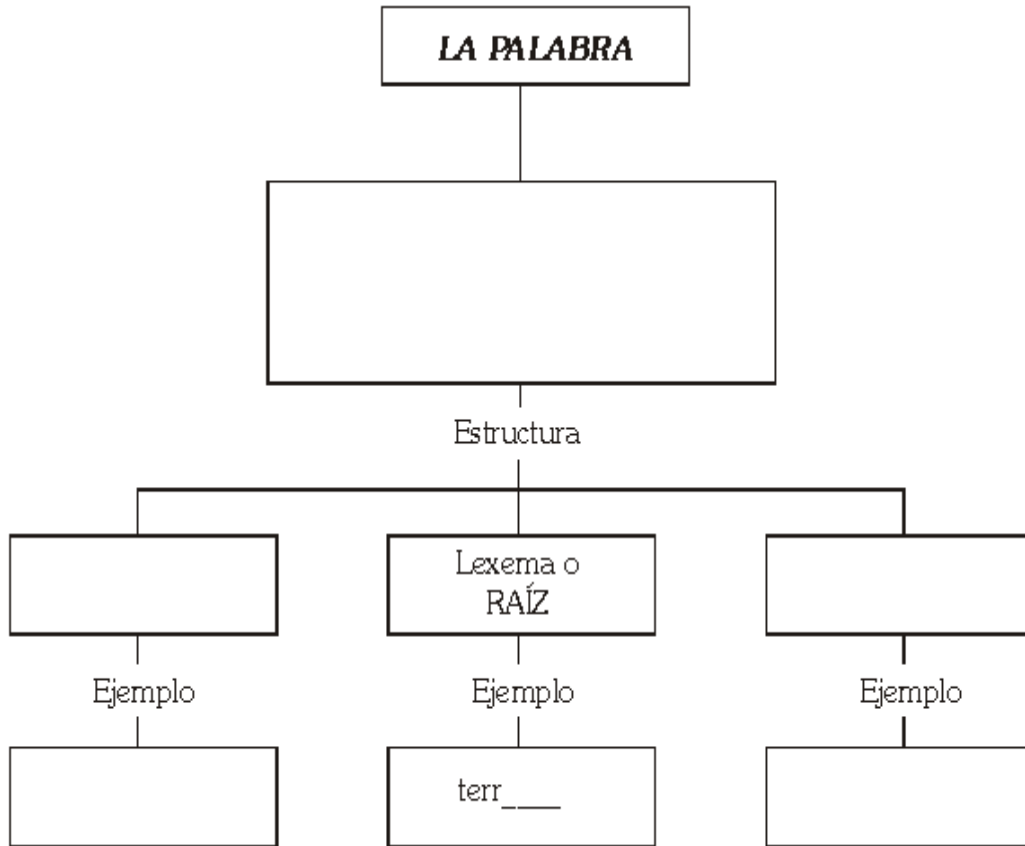 LA PALABRA
Estructura
Lexema o
RAÍZ
Ejemplo
Ejemplo
Ejemplo
terr____